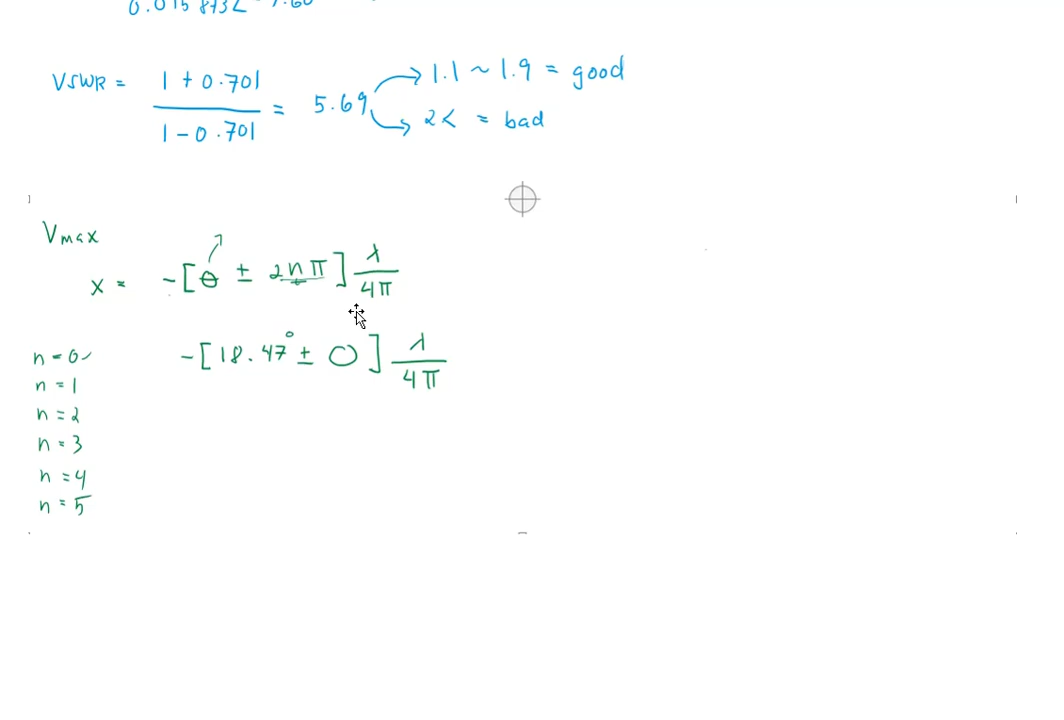 VSWR = 1 + 0.701 / 1 - 0.701 = 5.69
1.1 ~ 1.9 = good
2< = bad
Vmax
x = -[θ ± 2nπ] λ / 4π
-[18.47° ± 0] λ / 4π
n = 0
n = 1
n = 2
n = 3
n = 4
n = 5